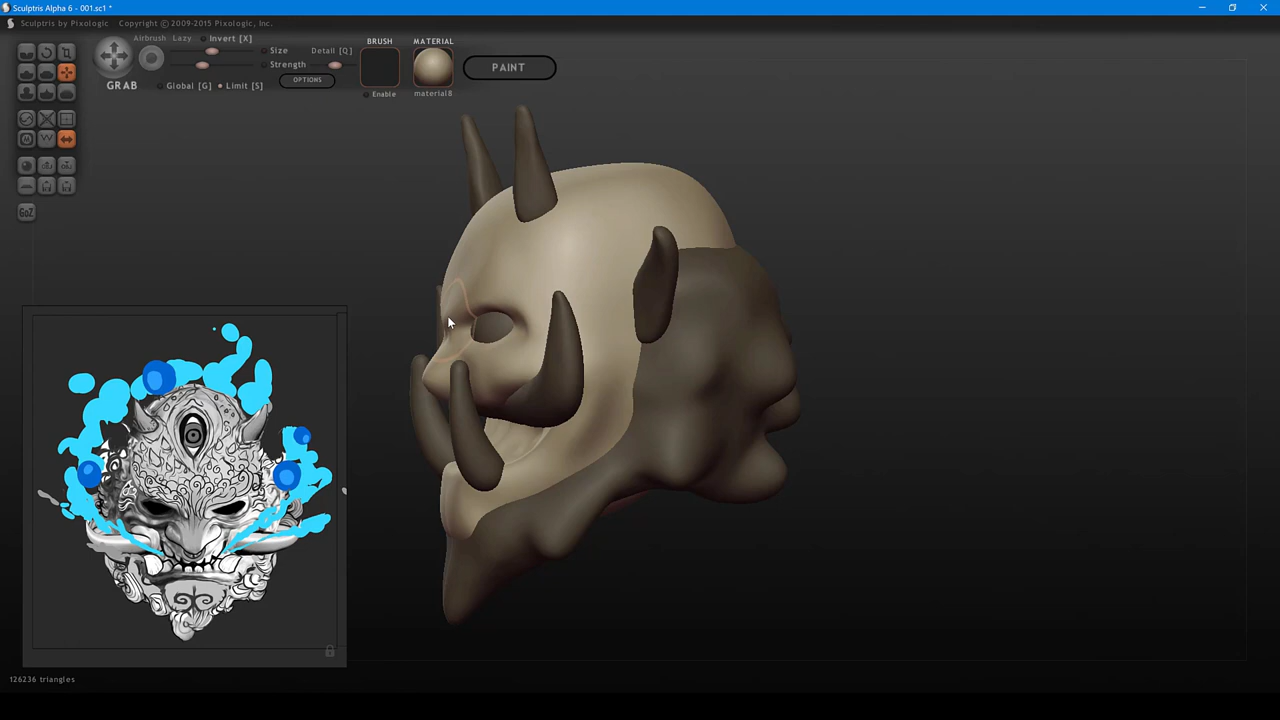 Sculptris Alpha 6 - 001.sc1 *
Sculptris by Pixologic Copyright © 2009-2015 Pixologic, Inc.
Airbrush Lazy Invert [X]
BRUSH MATERIAL
Size Detail [Q]
Strength
OPTIONS
PAINT
GRAB
Global [G] Limit [S]
Enable
material8
GoZ
126236 triangles